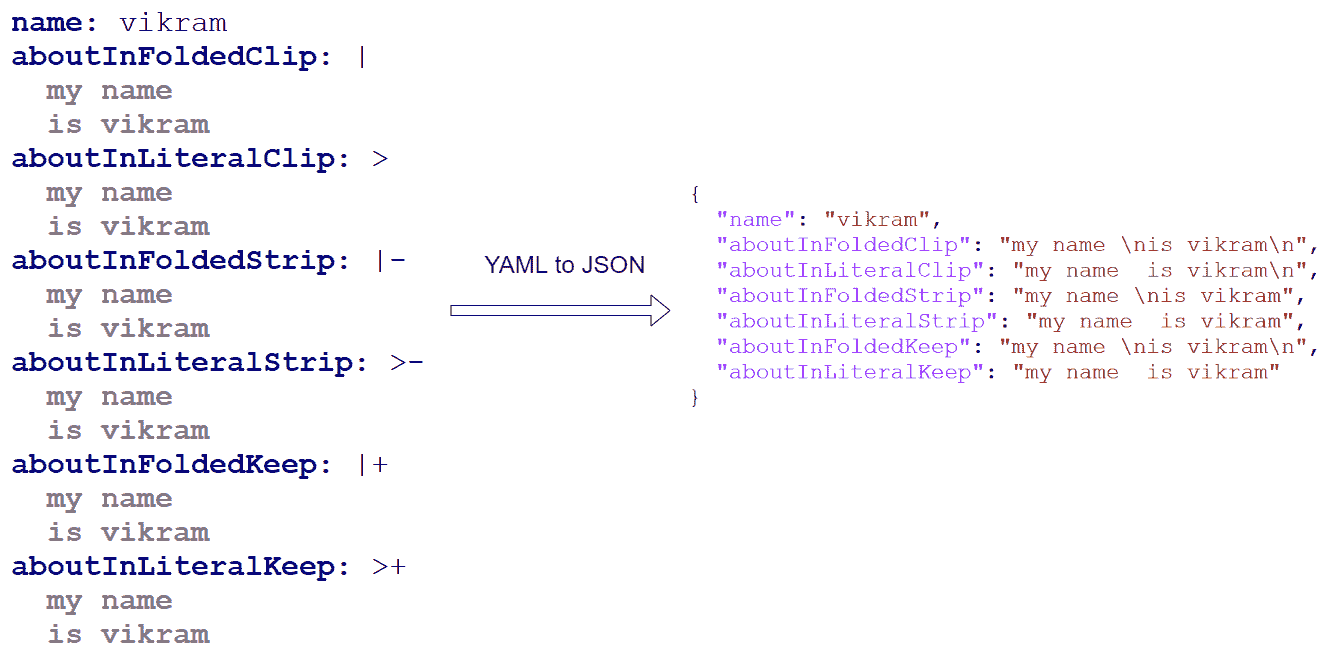 name: vikram
aboutInFoldedClip: |
  my name
  is vikram
aboutInLiteralClip: >
  my name
  is vikram
aboutInFoldedStrip: |-
  my name
  is vikram
aboutInLiteralStrip: >-
  my name
  is vikram
aboutInFoldedKeep: |+
  my name
  is vikram
aboutInLiteralKeep: >+
  my name
  is vikram
YAML to JSON
{
  "name": "vikram",
  "aboutInFoldedClip": "my name \nis vikram\n",
  "aboutInLiteralClip": "my name  is vikram\n",
  "aboutInFoldedStrip": "my name \nis vikram",
  "aboutInLiteralStrip": "my name  is vikram",
  "aboutInFoldedKeep": "my name \nis vikram\n",
  "aboutInLiteralKeep": "my name  is vikram"
}